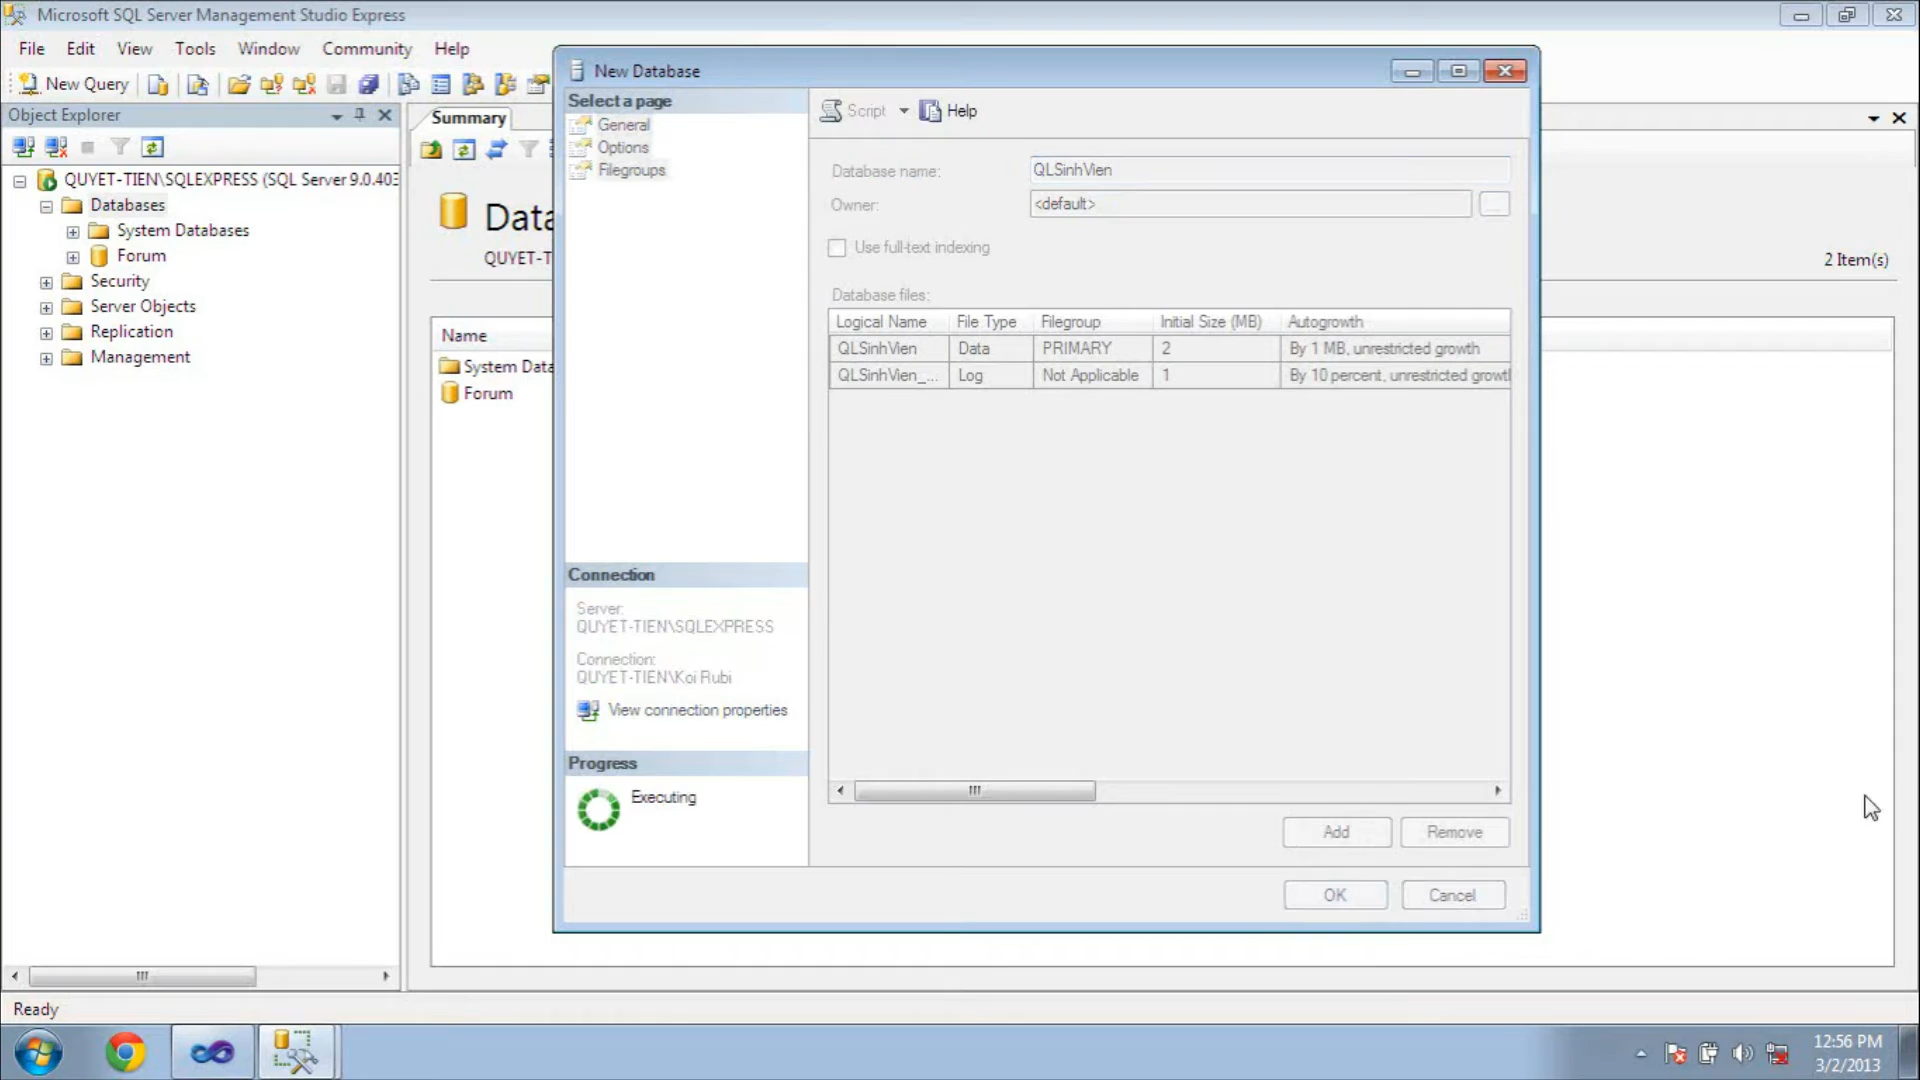 Microsoft SQL Server Management Studio Express
File Edit View Tools Window Community Help
New Query
Object Explorer
QUYET-TIEN\SQLEXPRESS (SQL Server 9.0.403
Databases
System Databases
Forum
Security
Server Objects
Replication
Management
Summary
Data
QUYET-T
2 Item(s)
Name
System Data
Forum
New Database
Select a page
General
Options
Filegroups
Script Help
Database name: QLSinhVien
Owner: <default>
...
Use full-text indexing
Database files:
Logical Name File Type Filegroup Initial Size (MB) Autogrowth
QLSinhVien Data PRIMARY 2 By 1 MB, unrestricted growth
QLSinhVien_... Log Not Applicable 1 By 10 percent, unrestricted growth
Connection
Server:
QUYET-TIEN\SQLEXPRESS
Connection:
QUYET-TIEN\Koi Rubi
View connection properties
Progress
Executing
Add Remove
OK Cancel
Ready
12:56 PM
3/2/2013